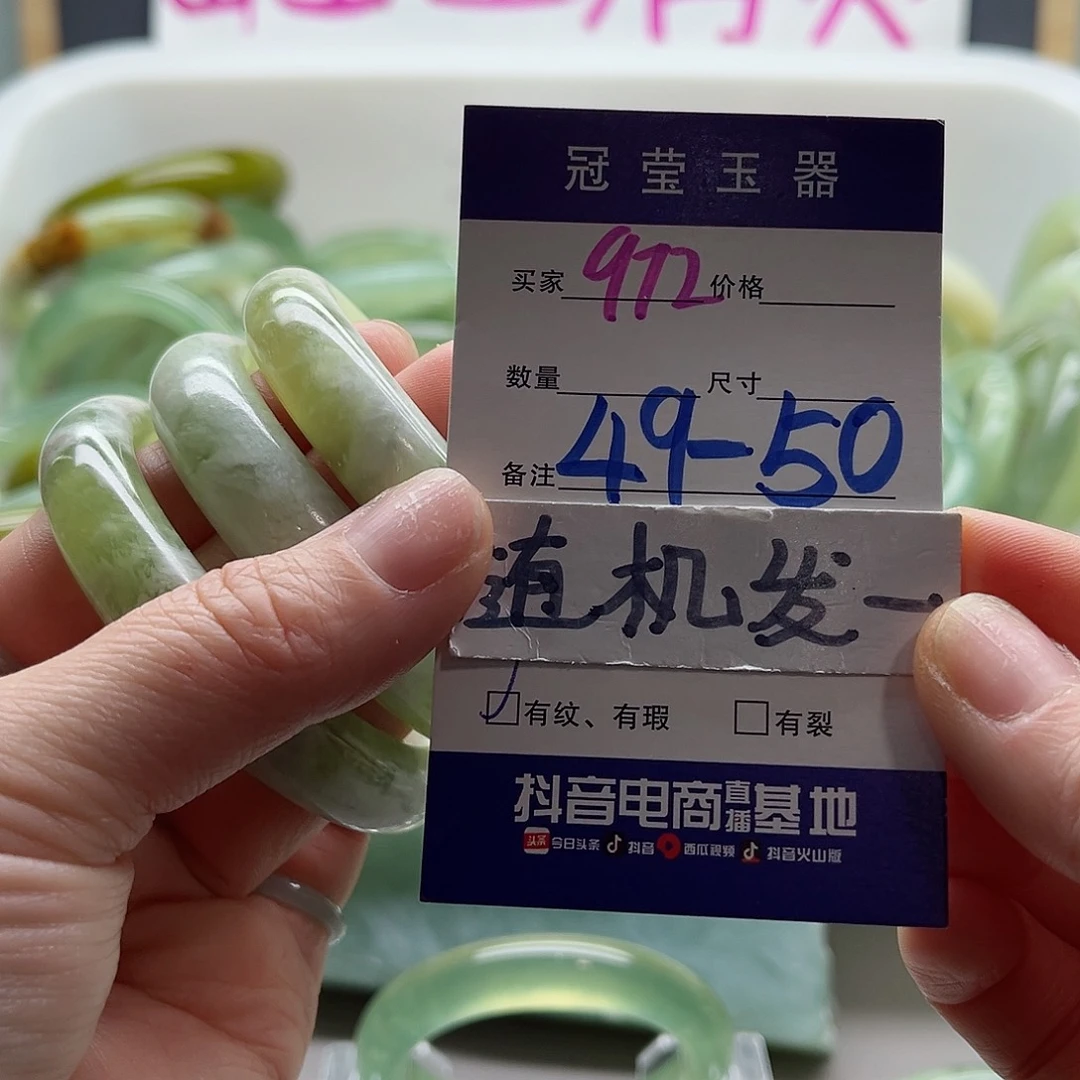 冠莹玉器
买家 972 价格
数量 尺寸
49-50
备注
随机发一
有纹、有瑕 有裂
抖音电商直播基地
头条 今日头条 抖音 西瓜视频 抖音火山版